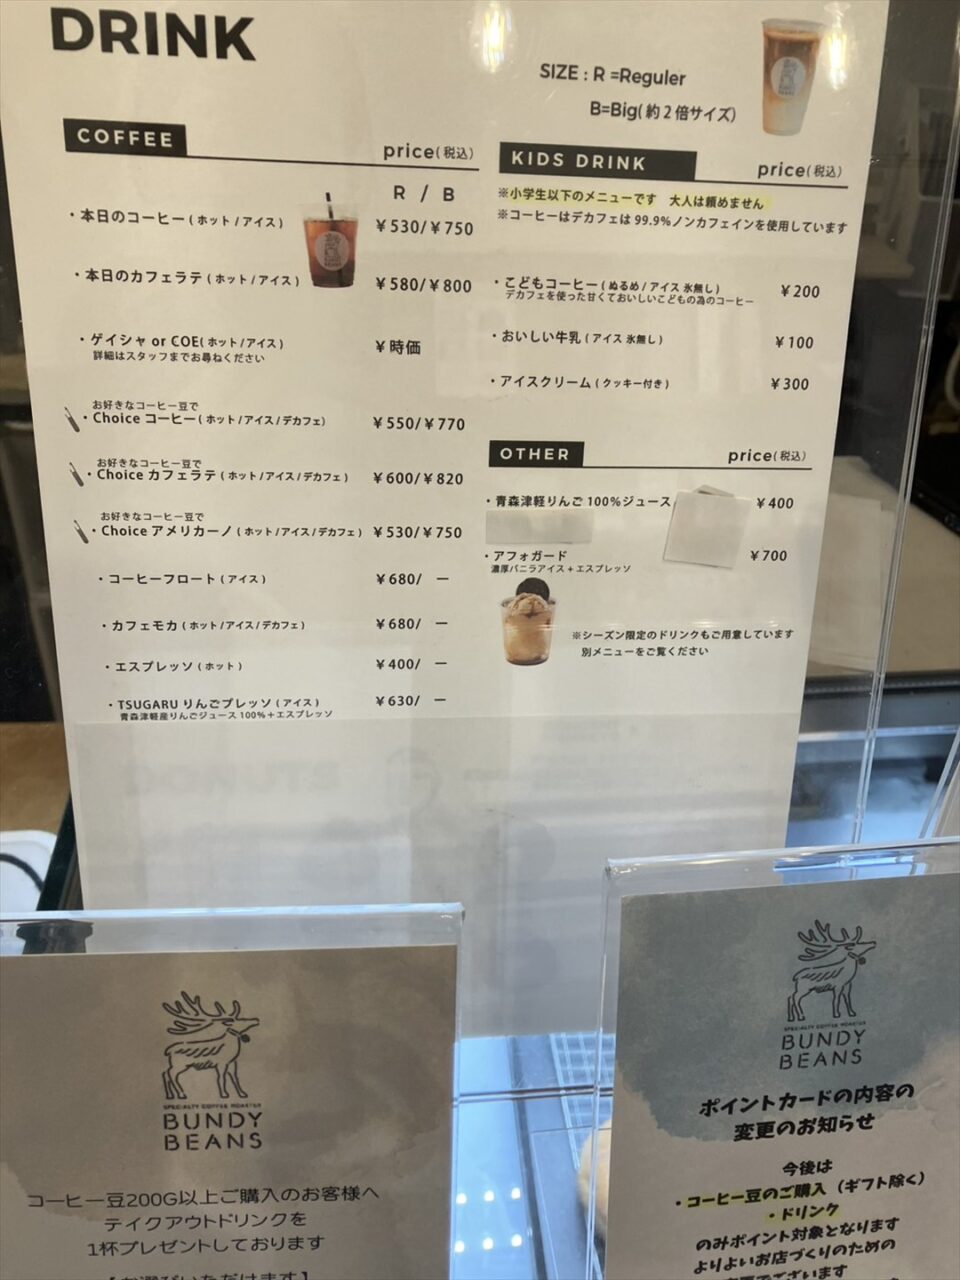 DRINK
SIZE : R =Reguler
B=Big( 約 2 倍サイズ)
COFFEE
price(税込)
R / B
・本日のコーヒー ( ホット / アイス )
¥530/¥750
・本日のカフェラテ ( ホット / アイス )
¥580/¥800
・ゲイシャ or COE( ホット / アイス )
詳細はスタッフまでお尋ねください
¥時価
お好きなコーヒー豆で
・Choice コーヒー ( ホット / アイス / デカフェ)
¥550/¥770
お好きなコーヒー豆で
・Choice カフェラテ ( ホット / アイス / デカフェ )
¥600/¥820
お好きなコーヒー豆で
・Choice アメリカーノ ( ホット / アイス / デカフェ )
¥530/¥750
・コーヒーフロート ( アイス )
¥680/ ー
・カフェモカ ( ホット / アイス / デカフェ )
¥680/ ー
・エスプレッソ ( ホット )
¥400/ ー
・TSUGARU りんごプレッソ ( アイス )
青森津軽産りんごジュース 100%＋エスプレッソ
¥630/ ー
KIDS DRINK
price(税込)
※小学生以下のメニューです 大人は頼めません
※コーヒーはデカフェは 99.9%ノンカフェインを使用しています
・こどもコーヒー ( ぬるめ / アイス 氷無し )
デカフェを使った甘くておいしいこどもの為のコーヒー
¥200
・おいしい牛乳 ( アイス 氷無し )
¥100
・アイスクリーム ( クッキー付き )
¥300
OTHER
price(税込)
・青森津軽りんご 100%ジュース
¥400
・アフォガード
濃厚バニラアイス + エスプレッソ
¥700
※シーズン限定のドリンクもご用意しています
別メニューをご覧ください
SPECIALTY COFFEE ROASTER
BUNDY
BEANS
コーヒー豆200G以上ご購入のお客様へ
テイクアウトドリンクを
1杯プレゼントしております
SPECIALTY COFFEE ROASTER
BUNDY
BEANS
ポイントカードの内容の
変更のお知らせ
今後は
・コーヒー豆のご購入 （ギフト除く）
・ドリンク
のみポイント対象となります
よりよいお店づくりのための